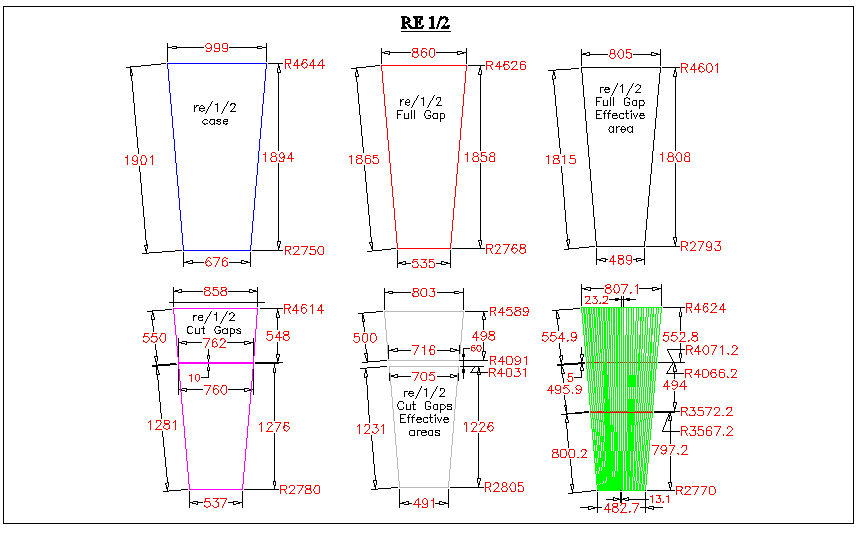 RE 1/2
999
R4644
re/1/2
case
1901
1894
R2750
676
860
R4626
re/1/2
Full Gap
1865
1858
R2768
535
805
R4601
re/1/2
Full Gap
Effective
area
1815
1808
R2793
489
858
R4614
re/1/2
Cut Gaps
550
548
762
10
760
1281
1276
R2780
537
803
R4589
500
498
716
60
R4091
R4031
705
re/1/2
Cut Gaps
Effective
areas
1231
1226
R2805
491
807.1
23.2
R4624
554.9
552.8
R4071.2
R4066.2
5
495.9
494
R3572.2
R3567.2
800.2
797.2
R2770
13.1
482.7